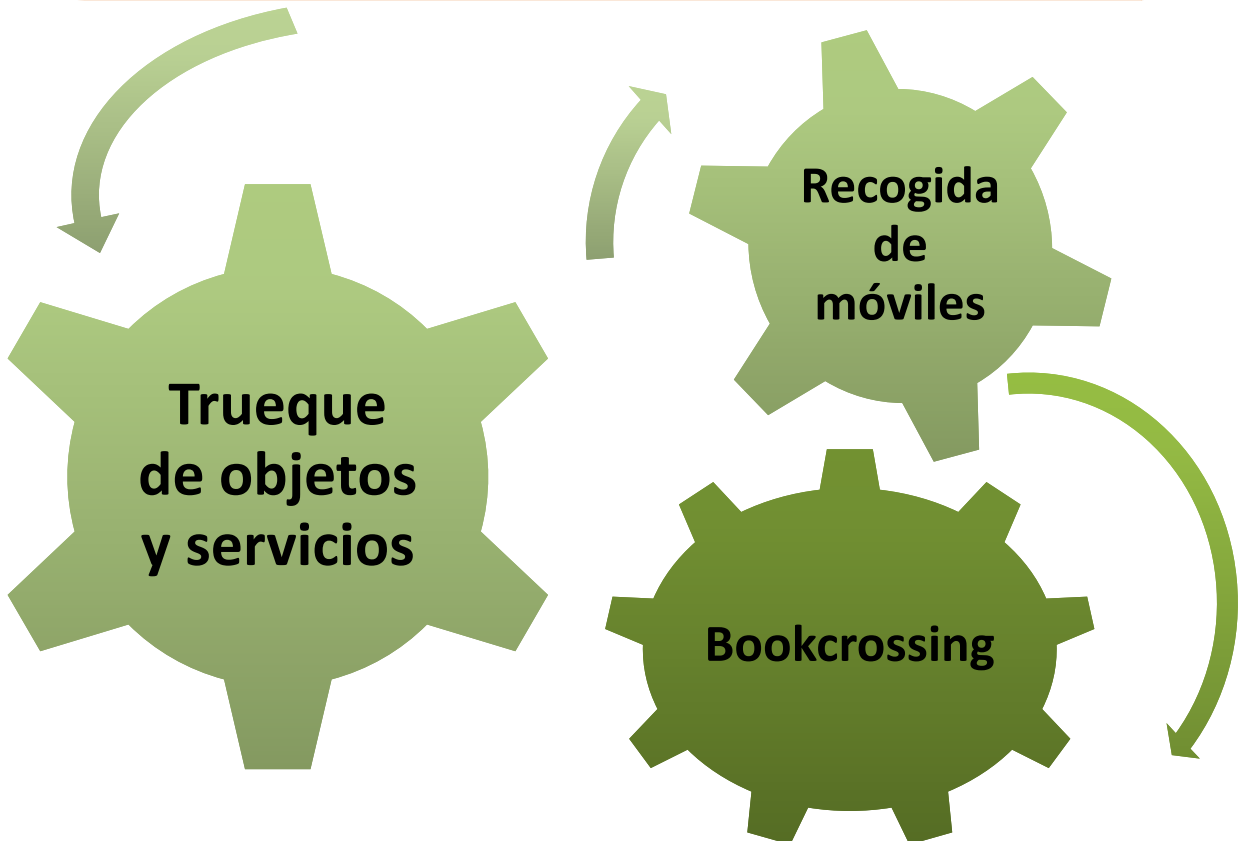 Recogida
de
móviles
Trueque
de objetos
y servicios
Bookcrossing